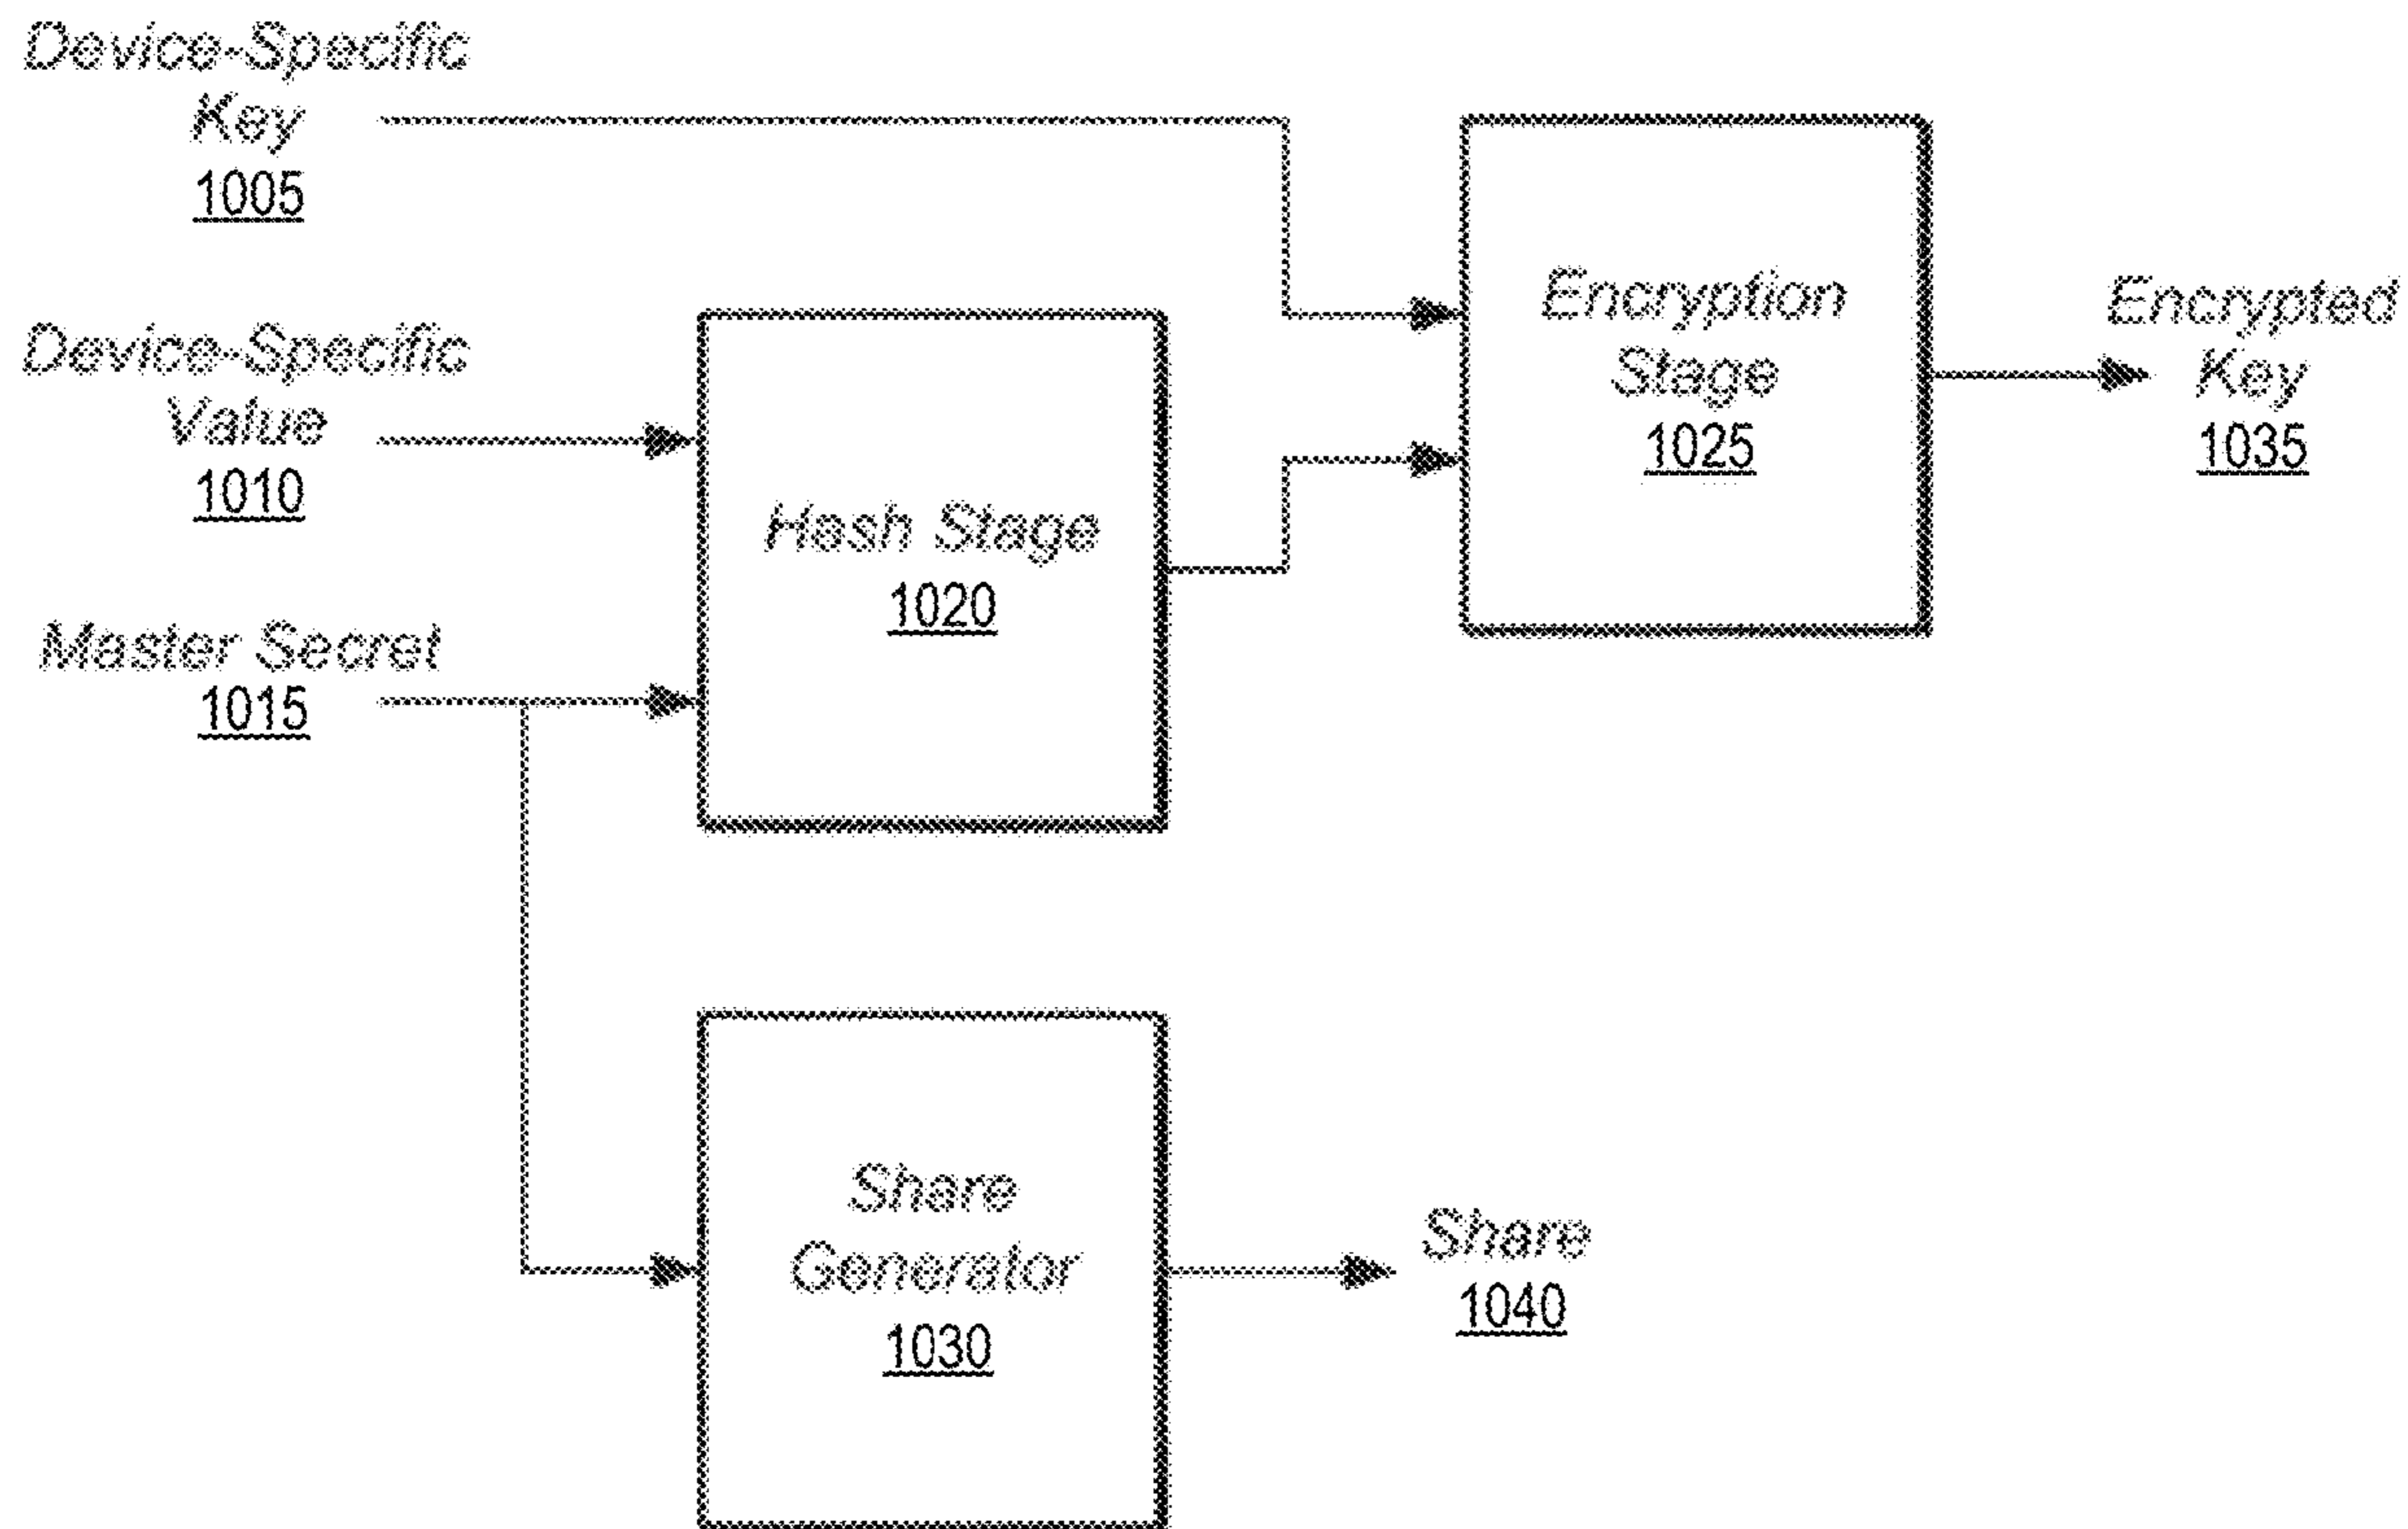 Device-Specific
Key
1005
Device-Specific
Value
1010
Master Secret
1015
Hash Stage
1020
Encryption
Stage
1025
Encrypted
Key
1035
Share
Generator
1030
Share
1040